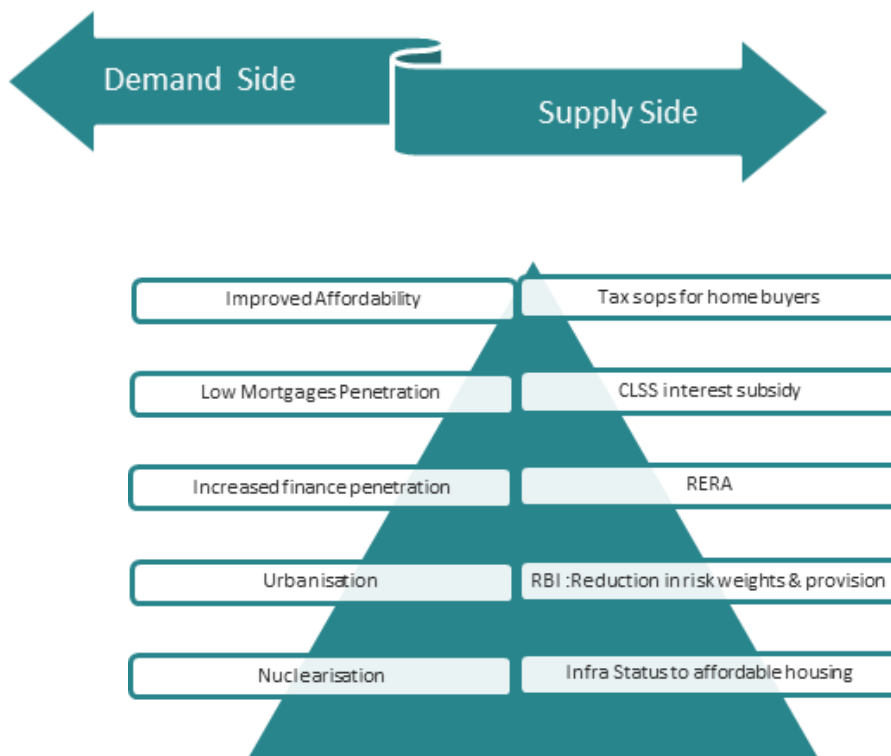 Demand Side
Supply Side
Improved Affordability
Tax sops for home buyers
Low Mortgages Penetration
CLSS interest subsidy
Increased finance penetration
RERA
Urbanisation
RBI :Reduction in risk weights & provision
Nuclearisation
Infra Status to affordable housing